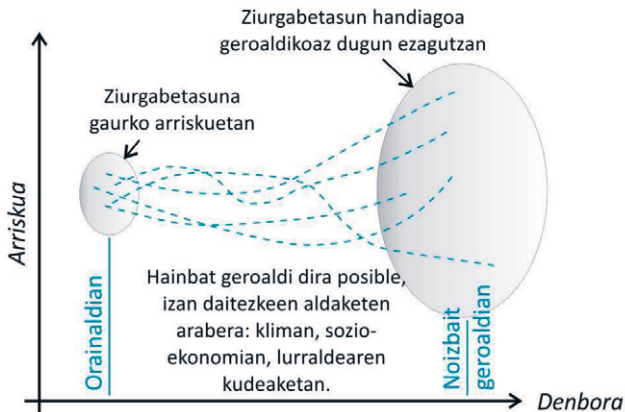 Ziurgabetasun handiagoa
geroaldikoaz dugun ezagutzan
Ziurgabetasuna
gaurko arriskuetan
Arriskua
Orainaldian
Hainbat geroaldi dira posible,
izan daitezkeen aldaketen
arabera: kliman, sozio-
ekonomian, lurraldearen
kudeaketan.
Noizbait
geroaldian
Denbora